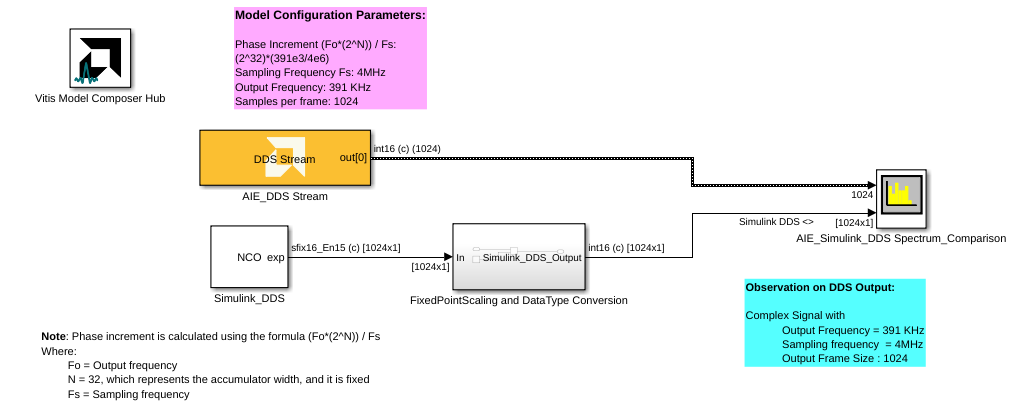 Model Configuration Parameters:
Phase Increment (Fo*(2^N)) / Fs:
(2^32)*(391e3/4e6)
Sampling Frequency Fs: 4MHz
Output Frequency: 391 KHz
Samples per frame: 1024
Vitis Model Composer Hub
DDS Stream
out[0]
int16 (c) (1024)
AIE_DDS Stream
1024
Simulink DDS <>
[1024x1]
AIE_Simulink_DDS Spectrum_Comparison
NCO exp
sfix16_En15 (c) [1024x1]
[1024x1]
In
Simulink_DDS_Output
int16 (c) [1024x1]
Simulink_DDS
FixedPointScaling and DataType Conversion
Observation on DDS Output:
Complex Signal with
Output Frequency = 391 KHz
Sampling frequency = 4MHz
Output Frame Size : 1024
Note: Phase increment is calculated using the formula (Fo*(2^N)) / Fs
Where:
Fo = Output frequency
N = 32, which represents the accumulator width, and it is fixed
Fs = Sampling frequency